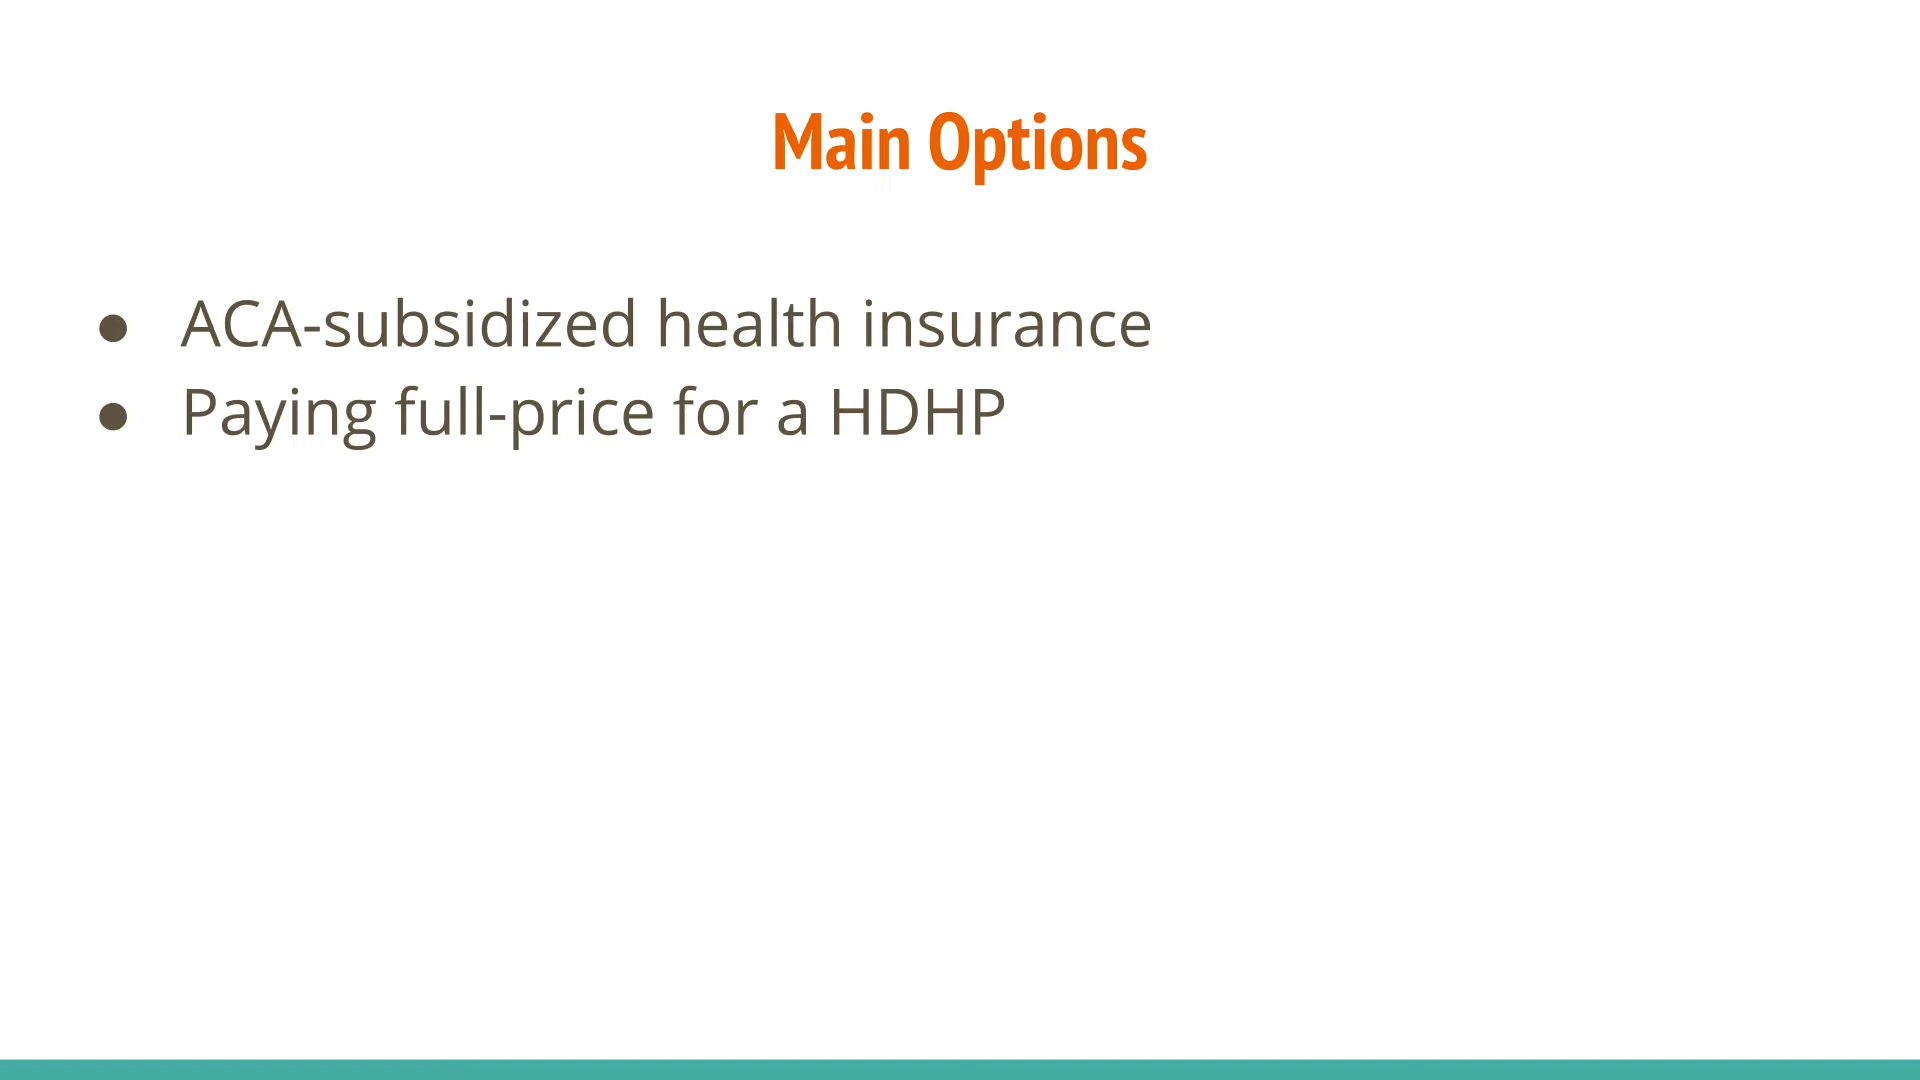 Main Options
● ACA-subsidized health insurance
● Paying full-price for a HDHP